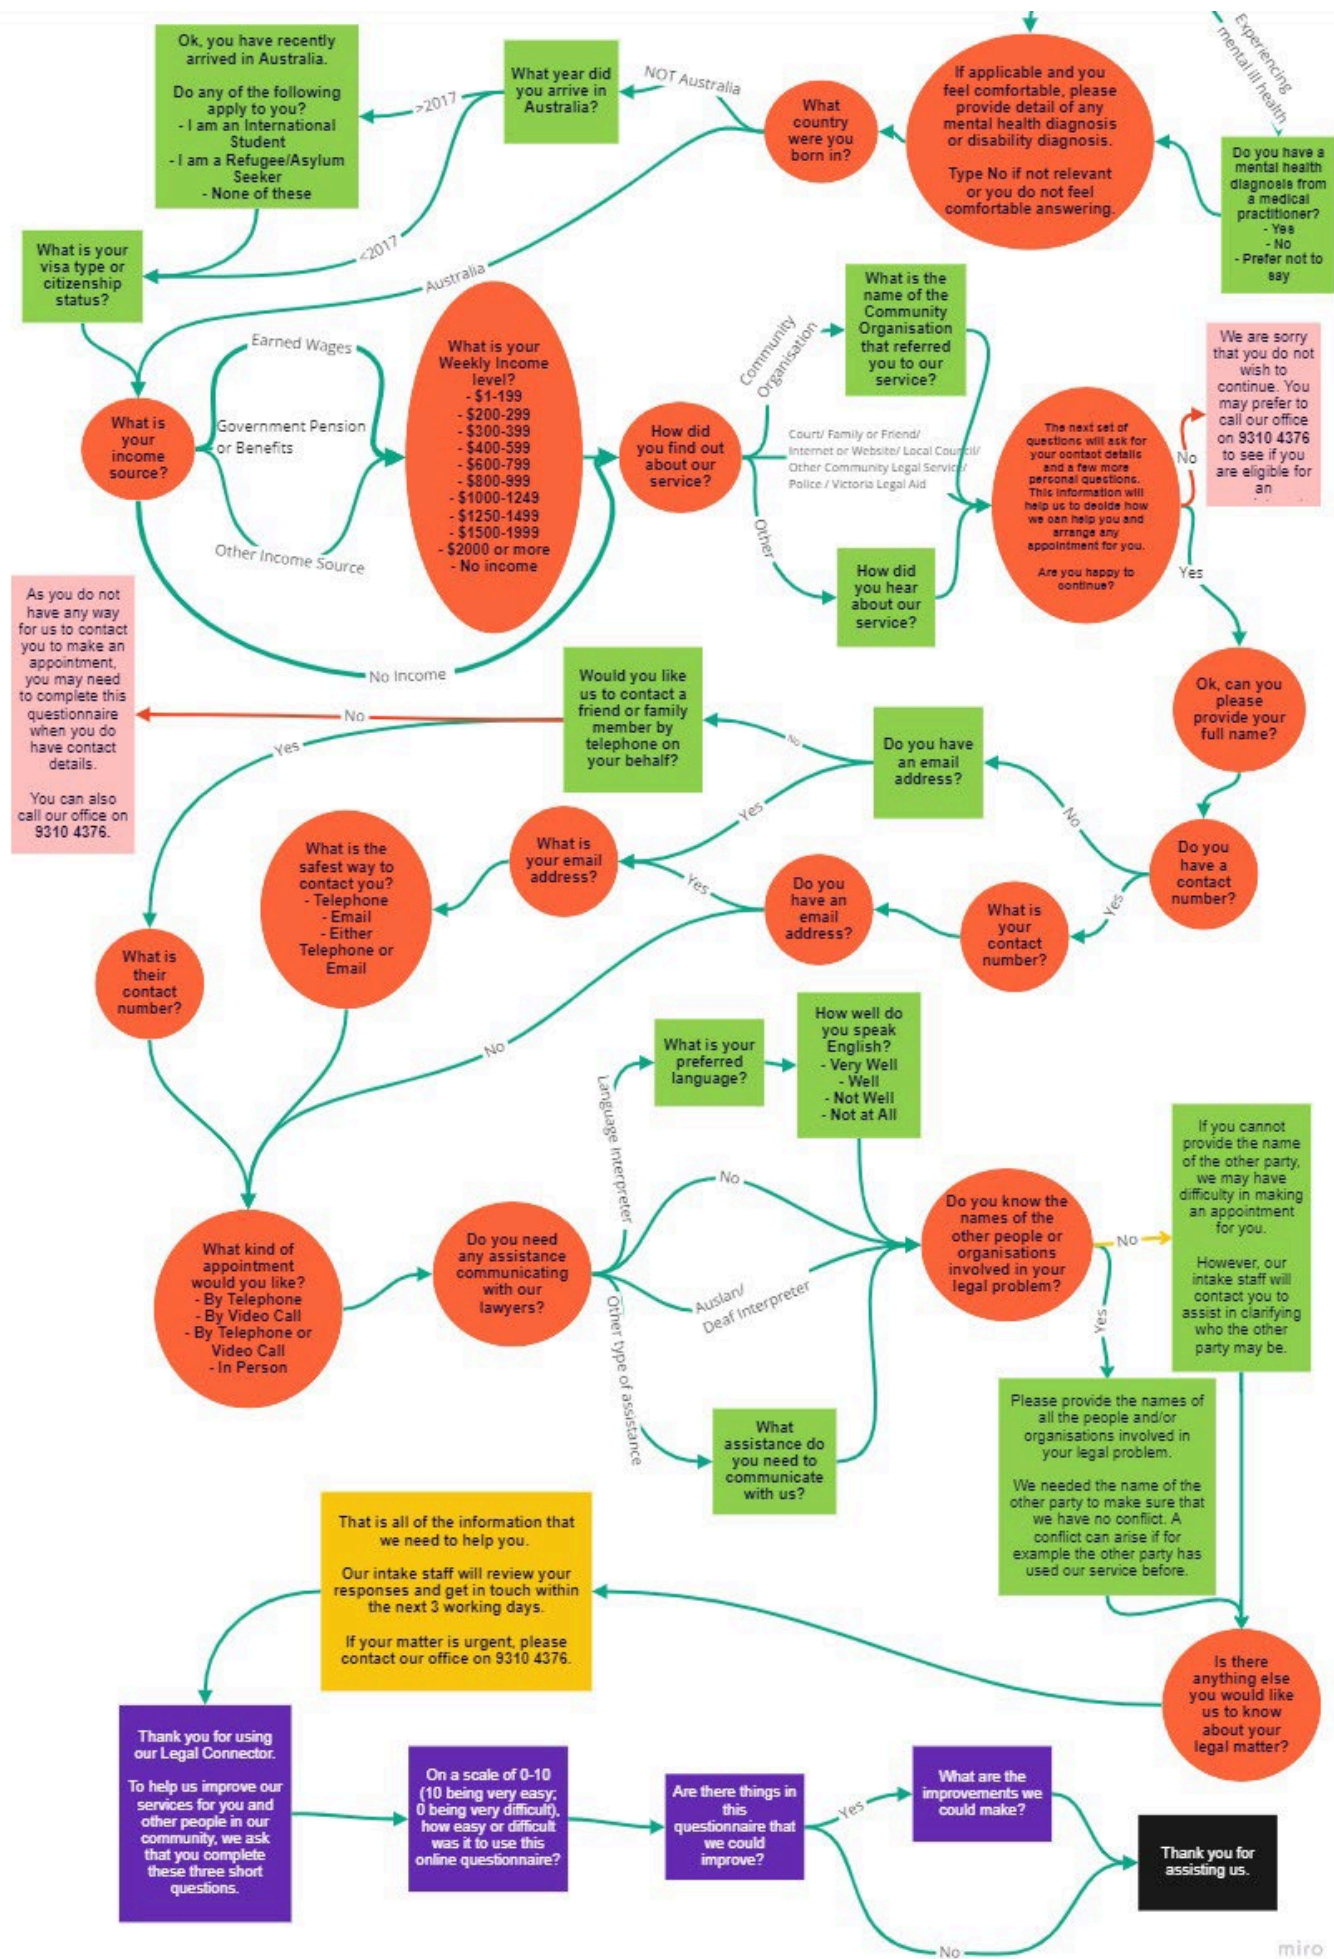 Experiencing
mental ill health
Ok, you have recently
arrived in Australia.
Do any of the following
apply to you?
- I am an International
Student
- I am a Refugee/Asylum
Seeker
- None of these
>2017
What year did
you arrive in
Australia?
NOT Australia
What
country
were you
born in?
If applicable and you
feel comfortable, please
provide detail of any
mental health diagnosis
or disability diagnosis.
Type No if not relevant
or you do not feel
comfortable answering.
Do you have a
mental health
diagnosis from
a medical
practitioner?
- Yes
- No
- Prefer not to
say
What is your
visa type or
citizenship
status?
<2017
Australia
What is
your
income
source?
Earned Wages
Government Pension
or Benefits
Other Income Source
No Income
What is your
Weekly Income
level?
- $1-199
- $200-299
- $300-399
- $400-599
- $600-799
- $800-999
- $1000-1249
- $1250-1499
- $1500-1999
- $2000 or more
- No income
How did
you find out
about our
service?
Community
Organisation
Court/ Family or Friend/
Internet or Website/ Local Council/
Other Community Legal Service/
Police / Victoria Legal Aid
Other
What is the
name of the
Community
Organisation
that referred
you to our
service?
How did
you hear
about our
service?
The next set of
questions will ask for
your contact details
and a few more
personal questions.
This information will
help us to decide how
we can help you and
arrange any
appointment for you.
Are you happy to
continue?
No
We are sorry
that you do not
wish to
continue. You
may prefer to
call our office
on 9310 4376
to see if you
are eligible for
an
Yes
Ok, can you
please
provide your
full name?
Do you
have a
contact
number?
No
Yes
Do you have
an email
address?
No
Yes
Would you like
us to contact a
friend or family
member by
telephone on
your behalf?
No
Yes
As you do not
have any way
for us to contact
you to make an
appointment,
you may need
to complete this
questionnaire
when you do
have contact
details.
You can also
call our office on
9310 4376.
What is
your
contact
number?
Do you
have an
email
address?
Yes
No
What is
your email
address?
What is the
safest way to
contact you?
- Telephone
- Email
- Either
Telephone or
Email
What is
their
contact
number?
What kind of
appointment
would you like?
- By Telephone
- By Video Call
- By Telephone or
Video Call
- In Person
Do you need
any assistance
communicating
with our
lawyers?
Language Interpreter
No
Auslan/
Deaf Interpreter
Other type of assistance
What is your
preferred
language?
How well do
you speak
English?
- Very Well
- Well
- Not Well
- Not at All
What
assistance do
you need to
communicate
with us?
Do you know the
names of the
other people or
organisations
involved in your
legal problem?
No
Yes
If you cannot
provide the name
of the other party,
we may have
difficulty in making
an appointment
for you.
However, our
intake staff will
contact you to
assist in clarifying
who the other
party may be.
Please provide the names of
all the people and/or
organisations involved in
your legal problem.
We needed the name of the
other party to make sure that
we have no conflict. A
conflict can arise if for
example the other party has
used our service before.
Is there
anything else
you would like
us to know
about your
legal matter?
That is all of the information that
we need to help you.
Our intake staff will review your
responses and get in touch within
the next 3 working days.
If your matter is urgent, please
contact our office on 9310 4376.
Thank you for using
our Legal Connector.
To help us improve our
services for you and
other people in our
community, we ask
that you complete
these three short
questions.
On a scale of 0-10
(10 being very easy;
0 being very difficult),
how easy or difficult
was it to use this
online questionnaire?
Are there things in
this
questionnaire that
we could
improve?
Yes
No
What are the
improvements we
could make?
Thank you for
assisting us.
miro